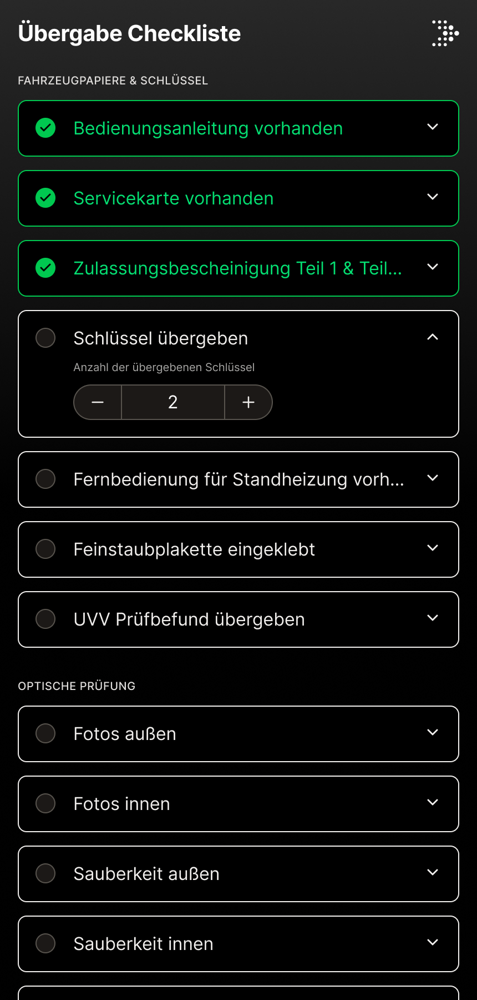 Übergabe Checkliste
FAHRZEUGPAPIERE & SCHLÜSSEL
Bedienungsanleitung vorhanden
Servicekarte vorhanden
Zulassungsbescheinigung Teil 1 & Teil...
Schlüssel übergeben
Anzahl der übergebenen Schlüssel
− 2 +
Fernbedienung für Standheizung vorh...
Feinstaubplakette eingeklebt
UVV Prüfbefund übergeben
OPTISCHE PRÜFUNG
Fotos außen
Fotos innen
Sauberkeit außen
Sauberkeit innen